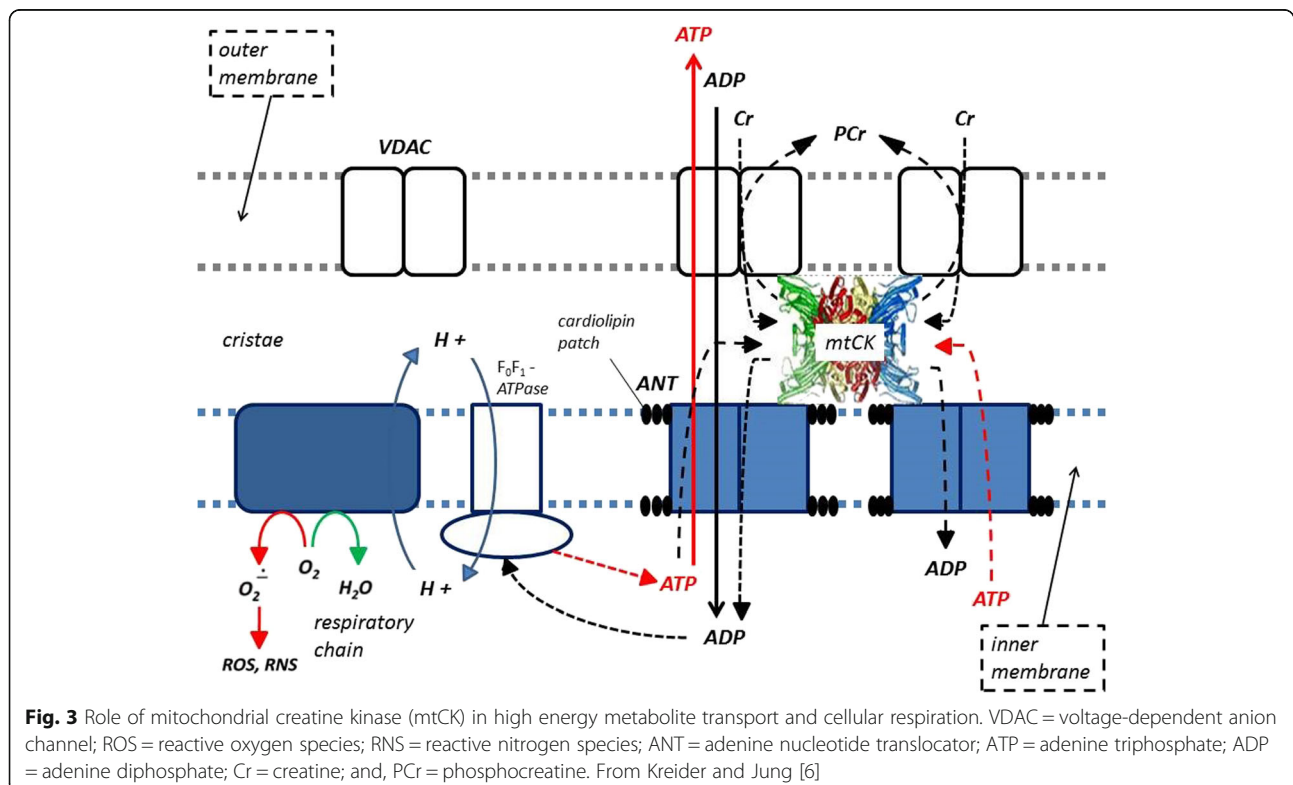 outer
membrane
ATP
ADP
Cr
PCr
Cr
VDAC
cristae
H +
cardiolipin
patch
F₀F₁ -
ATPase
ANT
mtCK
O₂∸
O₂
H₂O
H +
respiratory
chain
ROS, RNS
ATP
ADP
ADP
ATP
inner
membrane
Fig. 3 Role of mitochondrial creatine kinase (mtCK) in high energy metabolite transport and cellular respiration. VDAC = voltage-dependent anion
channel; ROS = reactive oxygen species; RNS = reactive nitrogen species; ANT = adenine nucleotide translocator; ATP = adenine triphosphate; ADP
= adenine diphosphate; Cr = creatine; and, PCr = phosphocreatine. From Kreider and Jung [6]